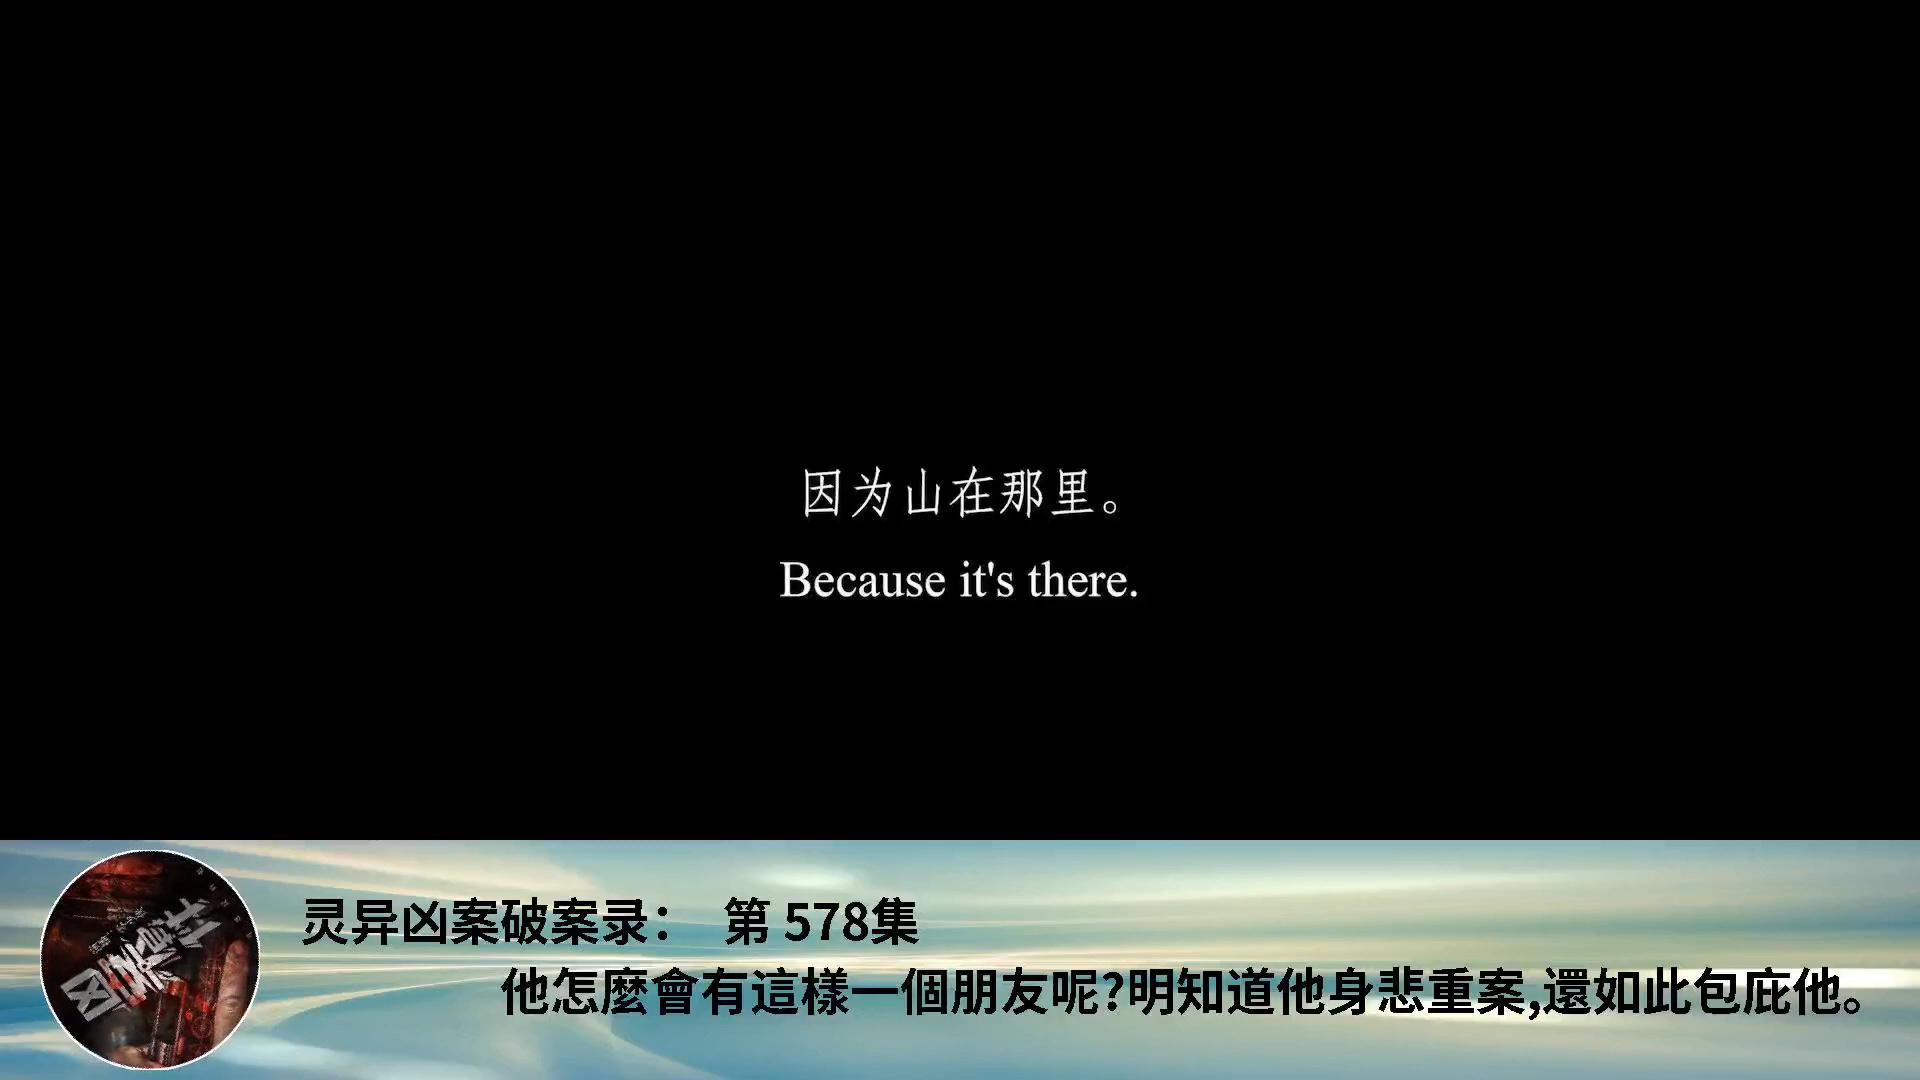 因为山在那里。
Because it's there.
灵异凶案破案录： 第 578集
他怎麼會有這樣一個朋友呢?明知道他身悲重案,還如此包庇他。